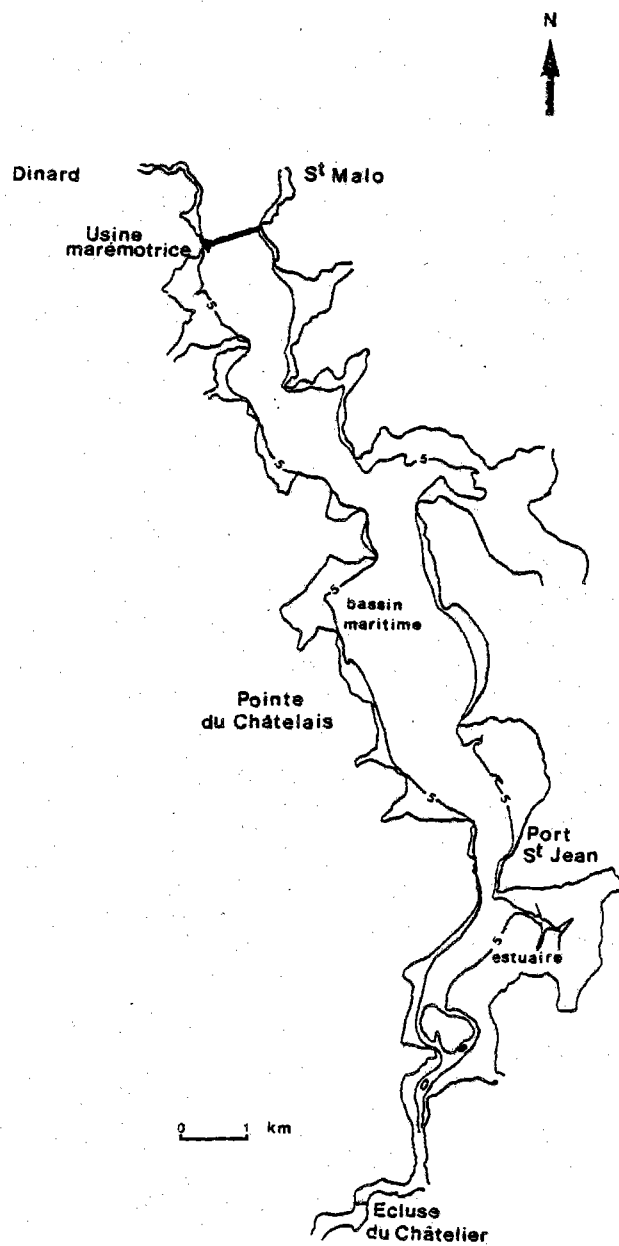 N
Dinard
St Malo
Usine
marémotrice
5
5
5
5
bassin
maritime
Pointe
du Châtelais
5
5
Port
St Jean
5
estuaire
0 1 km
Ecluse
du Châtelier